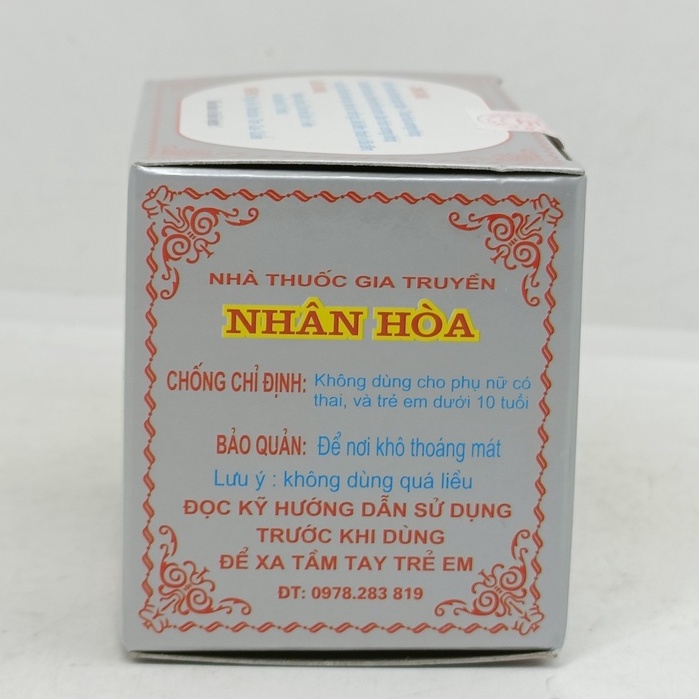 NHÀ THUỐC GIA TRUYỀN
NHÂN HÒA
CHỐNG CHỈ ĐỊNH: Không dùng cho phụ nữ có
thai, và trẻ em dưới 10 tuổi
BẢO QUẢN: Để nơi khô thoáng mát
Lưu ý : không dùng quá liều
ĐỌC KỸ HƯỚNG DẪN SỬ DỤNG
TRƯỚC KHI DÙNG
ĐỂ XA TẦM TAY TRẺ EM
ĐT: 0978.283 819